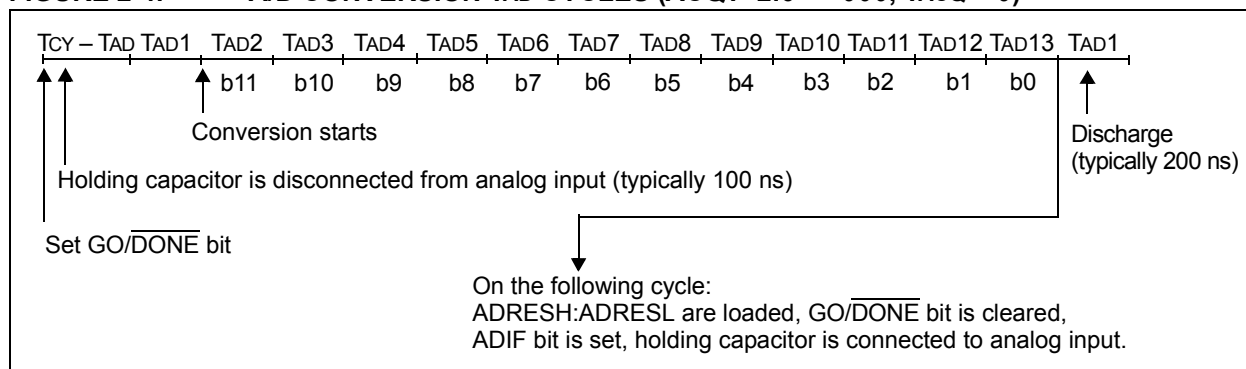 A/D CONVERSION TAD CYCLES
TCY – TAD TAD1 TAD2 TAD3 TAD4 TAD5 TAD6 TAD7 TAD8 TAD9 TAD10 TAD11 TAD12 TAD13 TAD1
b11 b10 b9 b8 b7 b6 b5 b4 b3 b2 b1 b0
Conversion starts
Discharge
(typically 200 ns)
Holding capacitor is disconnected from analog input (typically 100 ns)
Set GO/DONE bit
On the following cycle:
ADRESH:ADRESL are loaded, GO/DONE bit is cleared,
ADIF bit is set, holding capacitor is connected to analog input.